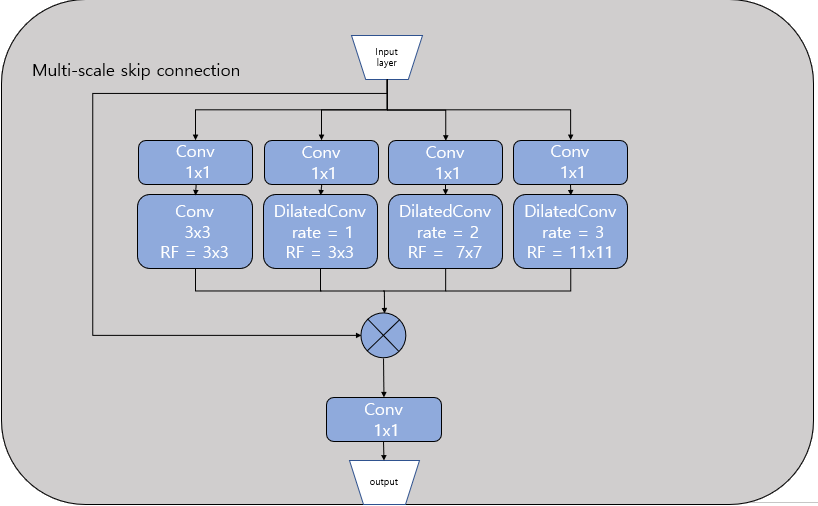 Input
layer
Multi-scale skip connection
Conv
1x1
Conv
1x1
Conv
1x1
Conv
1x1
Conv
3x3
RF = 3x3
DilatedConv
rate = 1
RF = 3x3
DilatedConv
rate = 2
RF =  7x7
DilatedConv
rate = 3
RF = 11x11
Conv
1x1
output